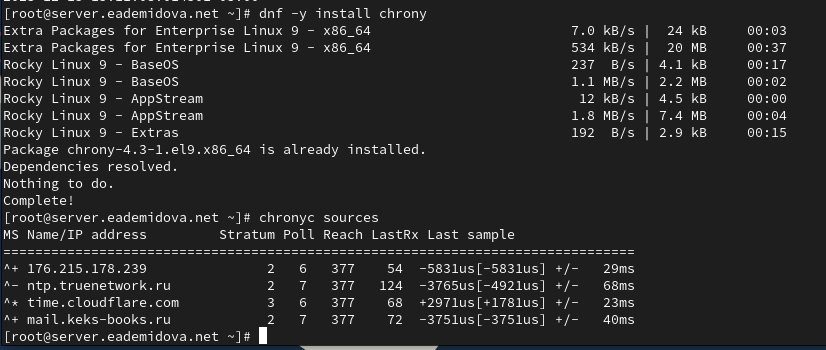 [root@server.eademidova.net ~]# dnf -y install chrony
Extra Packages for Enterprise Linux 9 - x86_64 7.0 kB/s | 24 kB 00:03
Extra Packages for Enterprise Linux 9 - x86_64 534 kB/s | 20 MB 00:37
Rocky Linux 9 - BaseOS 237 B/s | 4.1 kB 00:17
Rocky Linux 9 - BaseOS 1.1 MB/s | 2.2 MB 00:02
Rocky Linux 9 - AppStream 12 kB/s | 4.5 kB 00:00
Rocky Linux 9 - AppStream 1.8 MB/s | 7.4 MB 00:04
Rocky Linux 9 - Extras 192 B/s | 2.9 kB 00:15
Package chrony-4.3-1.el9.x86_64 is already installed.
Dependencies resolved.
Nothing to do.
Complete!
[root@server.eademidova.net ~]# chronyc sources
MS Name/IP address Stratum Poll Reach LastRx Last sample
===============================================================================
^+ 176.215.178.239 2 6 377 54 -5831us[-5831us] +/- 29ms
^- ntp.truenetwork.ru 2 7 377 124 -3765us[-4921us] +/- 68ms
^* time.cloudflare.com 3 6 377 68 +2971us[+1781us] +/- 23ms
^+ mail.keks-books.ru 2 7 377 72 -3751us[-3751us] +/- 40ms
[root@server.eademidova.net ~]#